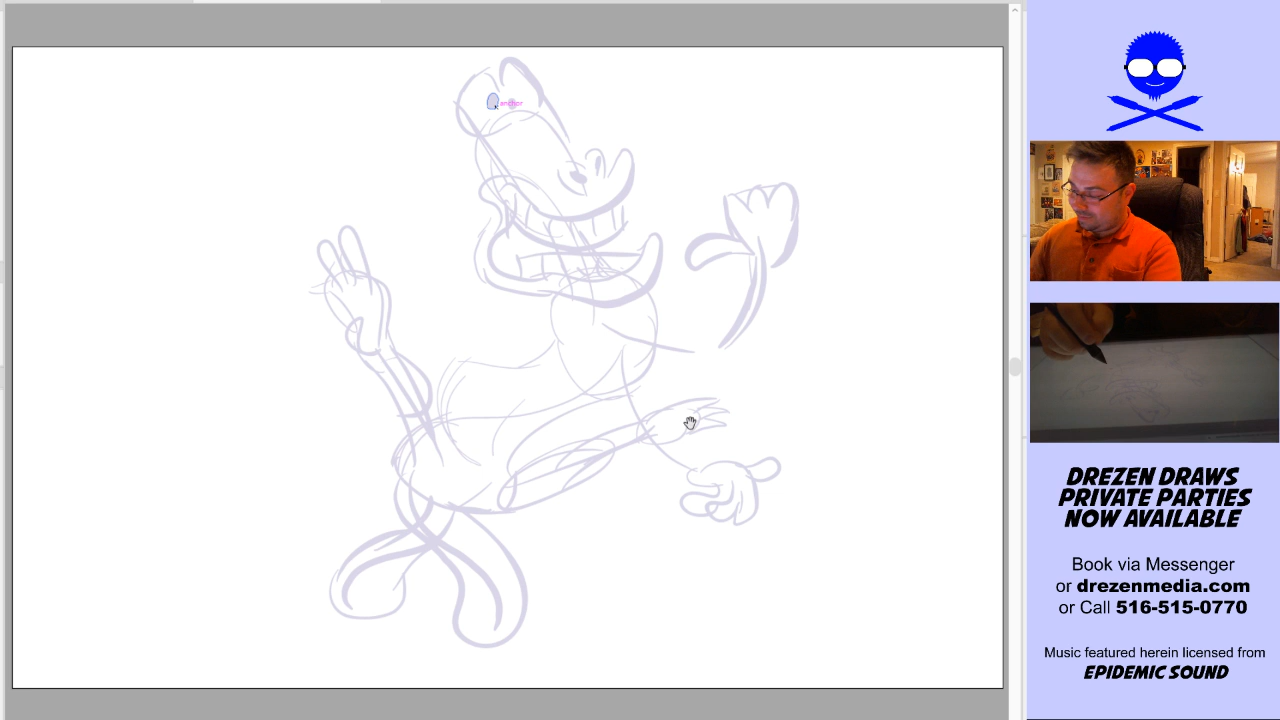 anchor
DREZEN DRAWS
PRIVATE PARTIES
NOW AVAILABLE
Book via Messenger
or drezenmedia.com
or Call 516-515-0770
Music featured herein licensed from
EPIDEMIC SOUND